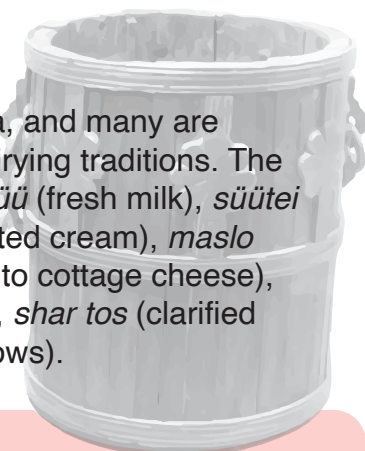 a, and many are
irying traditions. The
üü (fresh milk), süütei
ted cream), maslo
to cottage cheese),
, shar tos (clarified
ows).